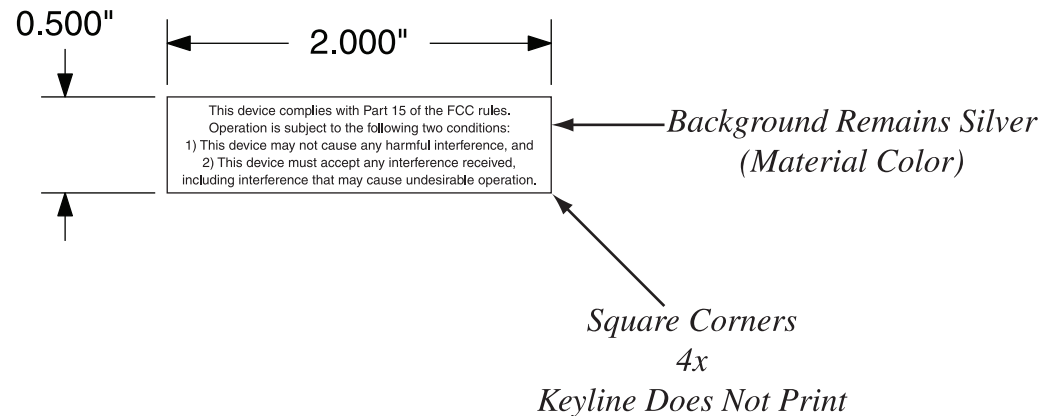 0.500"
2.000"
This device complies with Part 15 of the FCC rules.
Operation is subject to the following two conditions:
1) This device may not cause any harmful interference, and
2) This device must accept any interference received,
including interference that may cause undesirable operation.
Background Remains Silver
(Material Color)
Square Corners
4x
Keyline Does Not Print